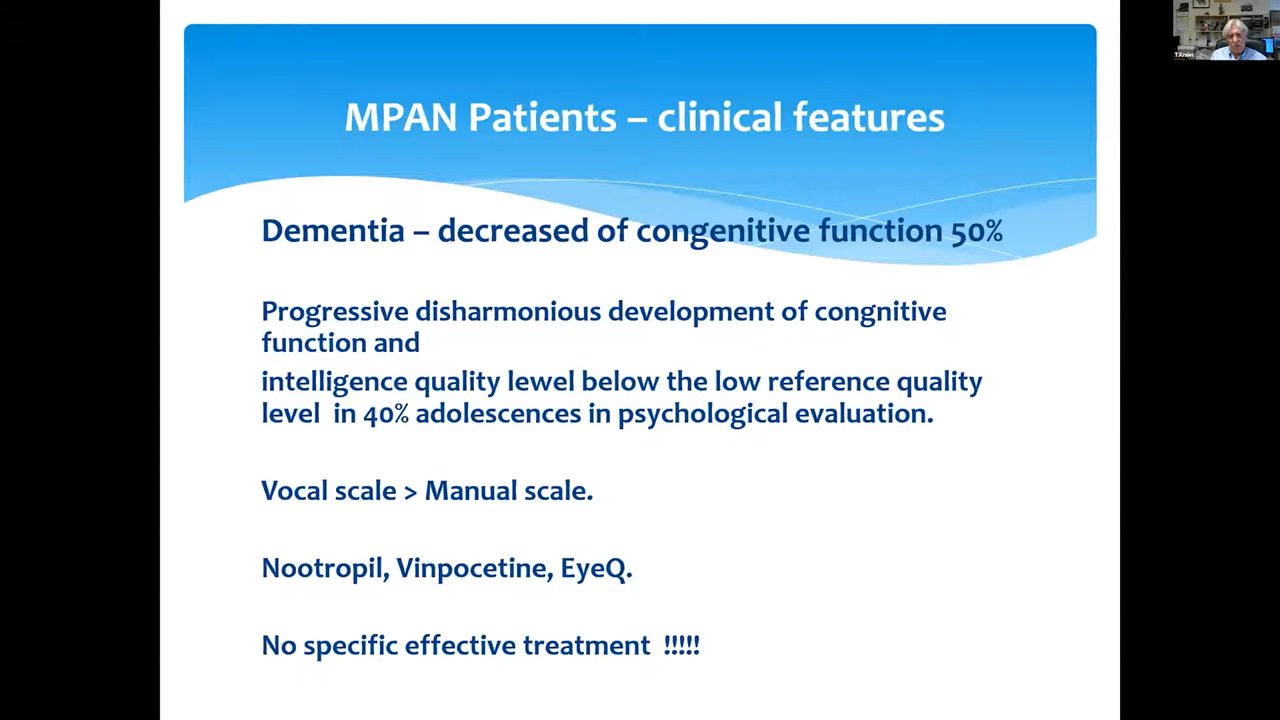 MPAN Patients – clinical features
Dementia – decreased of congenitive function 50%
Progressive disharmonious development of congnitive
function and
intelligence quality lewel below the low reference quality
level in 40% adolescences in psychological evaluation.
Vocal scale > Manual scale.
Nootropil, Vinpocetine, EyeQ.
No specific effective treatment !!!!!